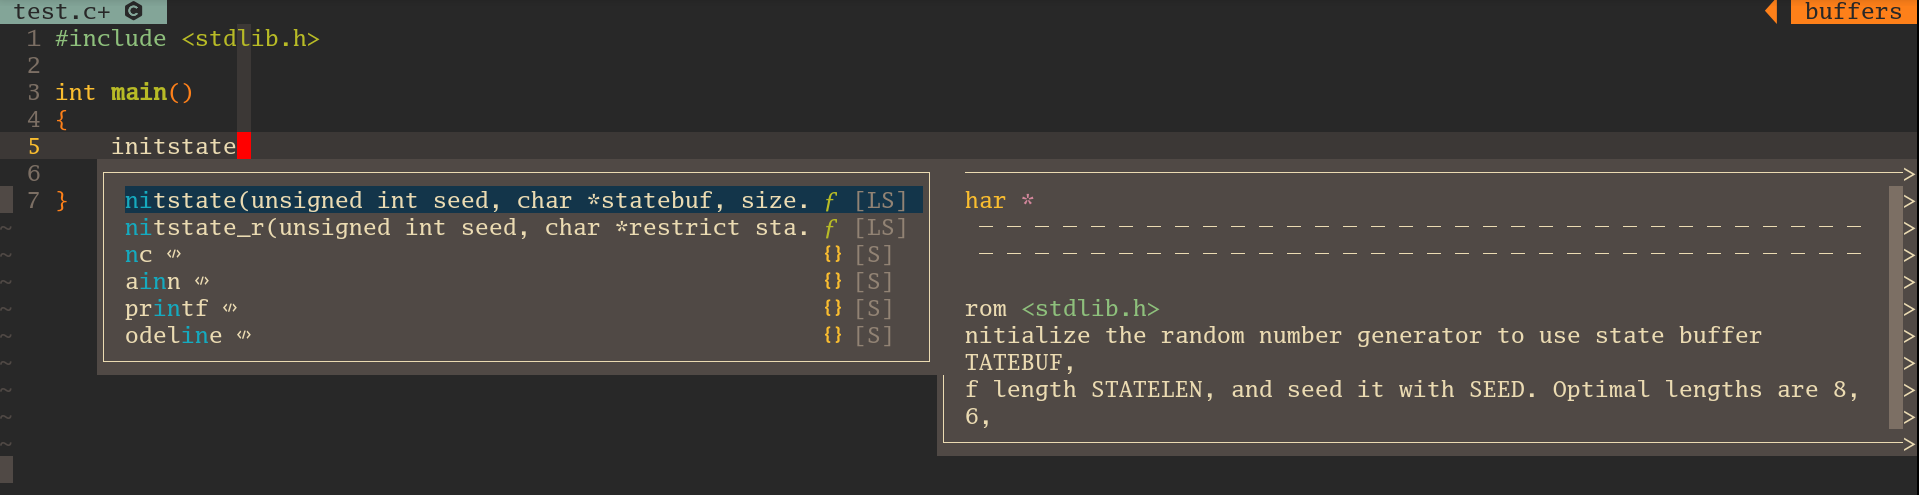 test.c+
buffers
1 #include <stdlib.h>
2
3 int main()
4 {
5 initstate
6
7 }
nitstate(unsigned int seed, char *statebuf, size. f [LS]
nitstate_r(unsigned int seed, char *restrict sta. f [LS]
nc </> {} [S]
ainn </> {} [S]
printf </> {} [S]
odeline </> {} [S]
har *
rom <stdlib.h>
nitialize the random number generator to use state buffer
TATEBUF,
f length STATELEN, and seed it with SEED. Optimal lengths are 8,
6,